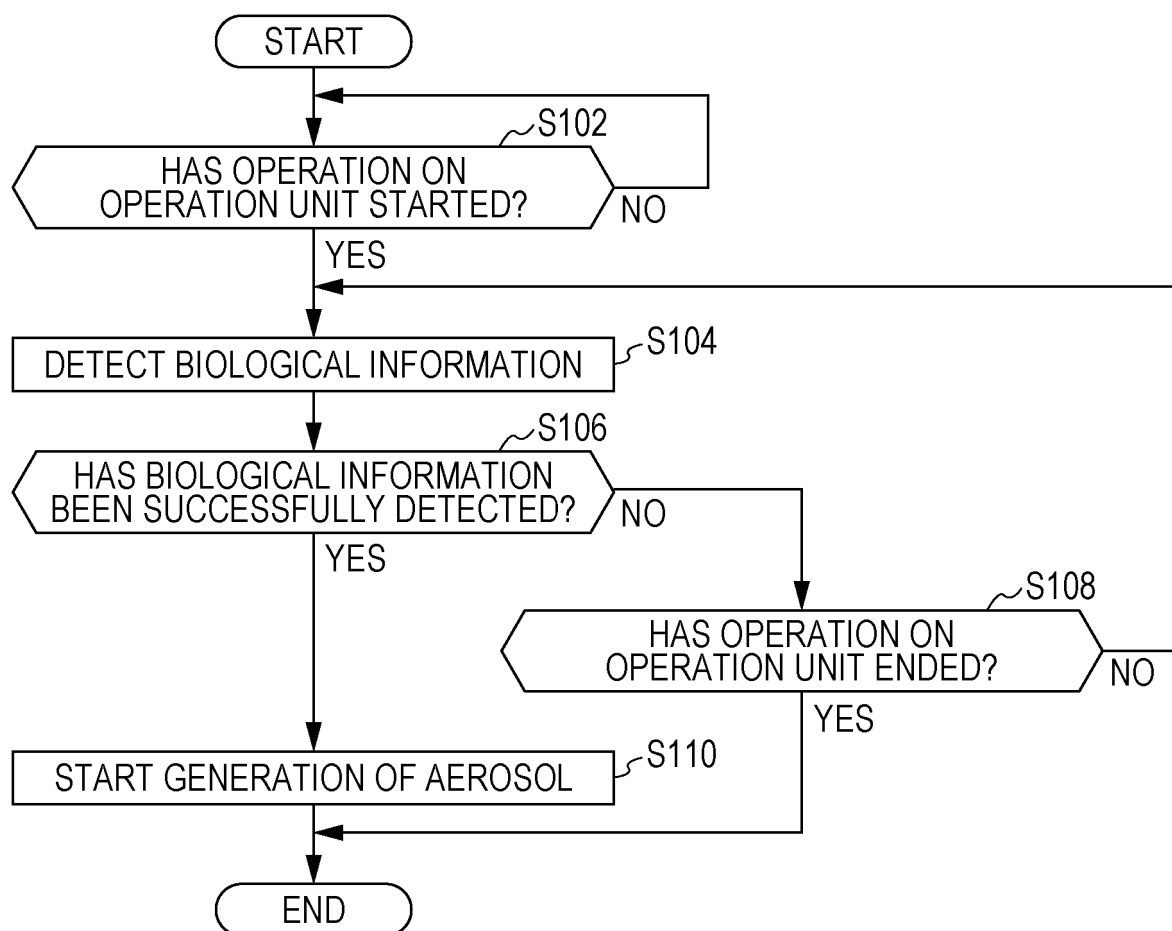 START
S102
HAS OPERATION ON
OPERATION UNIT STARTED?
NO
YES
DETECT BIOLOGICAL INFORMATION
S104
S106
HAS BIOLOGICAL INFORMATION
BEEN SUCCESSFULLY DETECTED?
NO
YES
S108
HAS OPERATION ON
OPERATION UNIT ENDED?
NO
YES
START GENERATION OF AEROSOL
S110
END